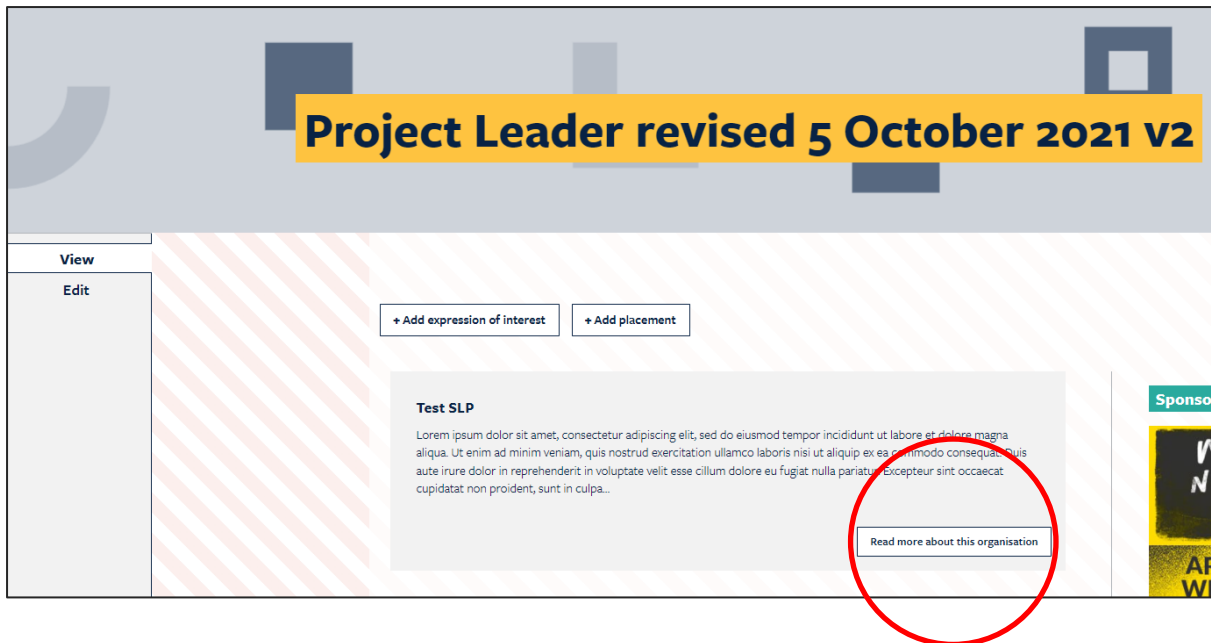 Project Leader revised 5 October 2021 v2
View
Edit
+ Add expression of interest
+ Add placement
Test SLP
Lorem ipsum dolor sit amet, consectetur adipiscing elit, sed do eiusmod tempor incididunt ut labore et dolore magna
aliqua. Ut enim ad minim veniam, quis nostrud exercitation ullamco laboris nisi ut aliquip ex ea commodo consequat. Duis
aute irure dolor in reprehenderit in voluptate velit esse cillum dolore eu fugiat nulla pariatur. Excepteur sint occaecat
cupidatat non proident, sunt in culpa...
Read more about this organisation
Sponso